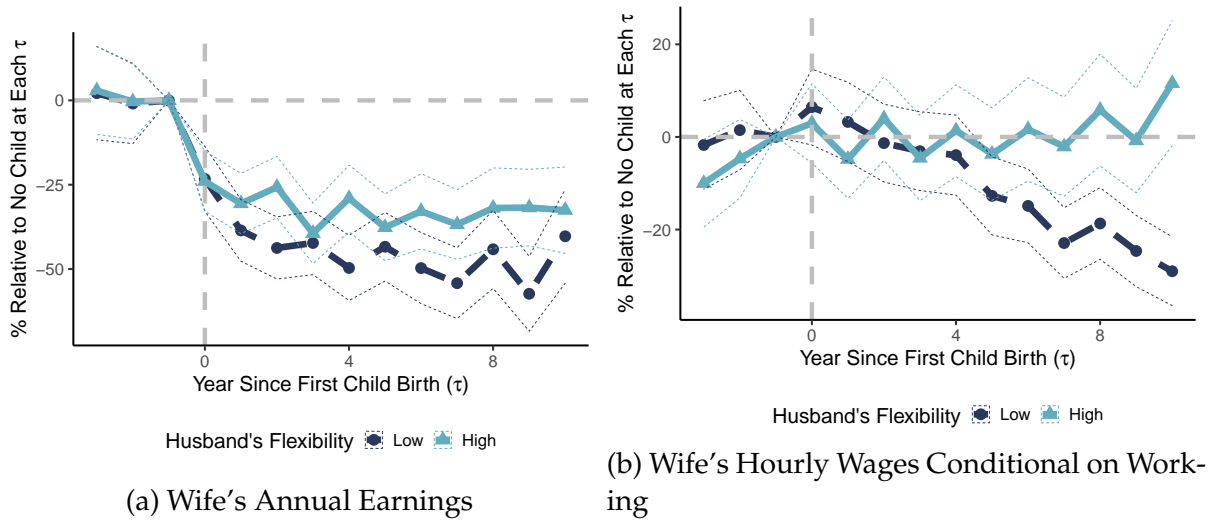 % Relative to No Child at Each τ
0
−25
−50
0
4
8
Year Since First Child Birth (τ)
Husband's Flexibility Low High
(a) Wife's Annual Earnings
% Relative to No Child at Each τ
20
0
−20
0
4
8
Year Since First Child Birth (τ)
Husband's Flexibility Low High
(b) Wife's Hourly Wages Conditional on Work-
ing